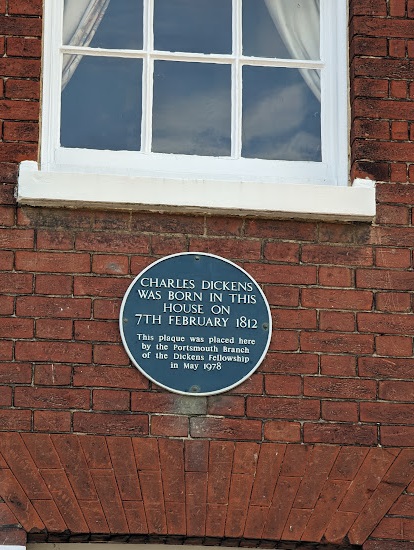 CHARLES DICKENS
WAS BORN IN THIS
HOUSE ON
7TH FEBRUARY 1812
This plaque was placed here
by the Portsmouth Branch
of the Dickens Fellowship
in May 1978